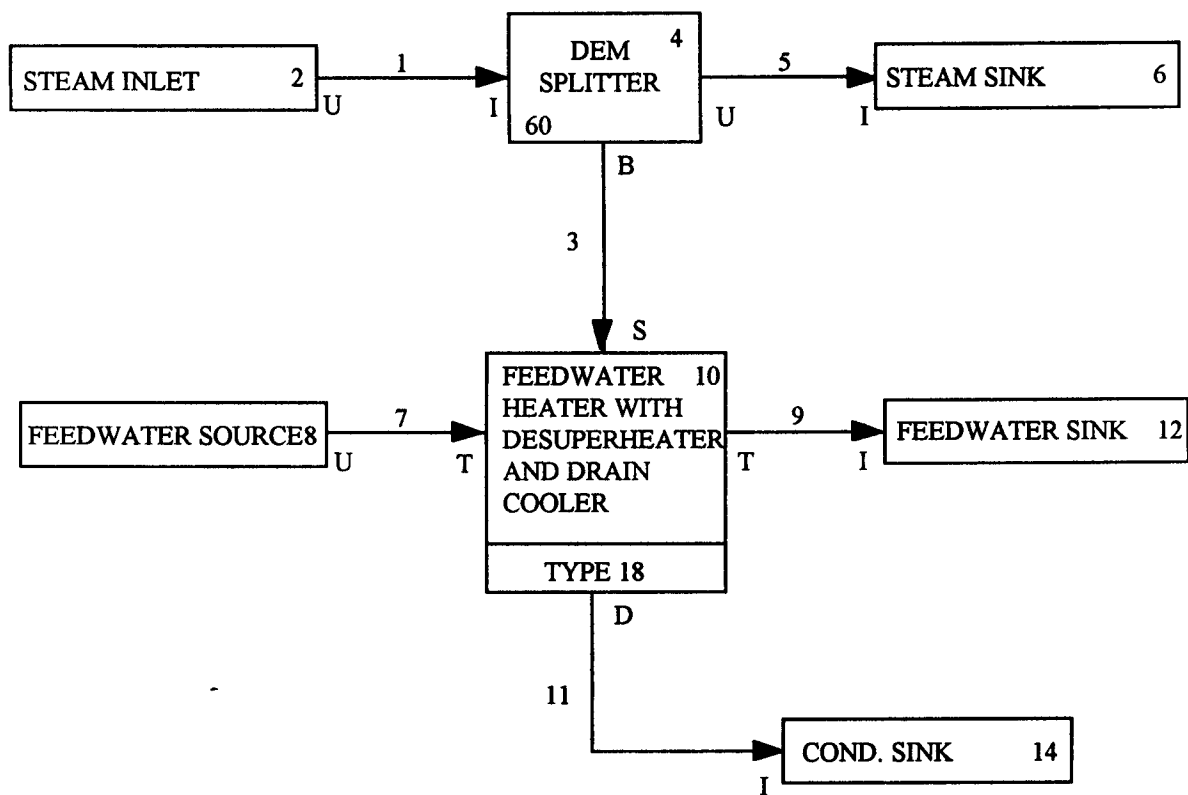 STEAM INLET 2
1
U
I
DEM 4
SPLITTER
60
B
U
5
STEAM SINK 6
I
3
S
FEEDWATER SOURCE8
7
U
T
FEEDWATER 10
HEATER WITH
DESUPERHEATER
AND DRAIN
COOLER
TYPE 18
T
9
I
FEEDWATER SINK 12
D
11
I
COND. SINK 14